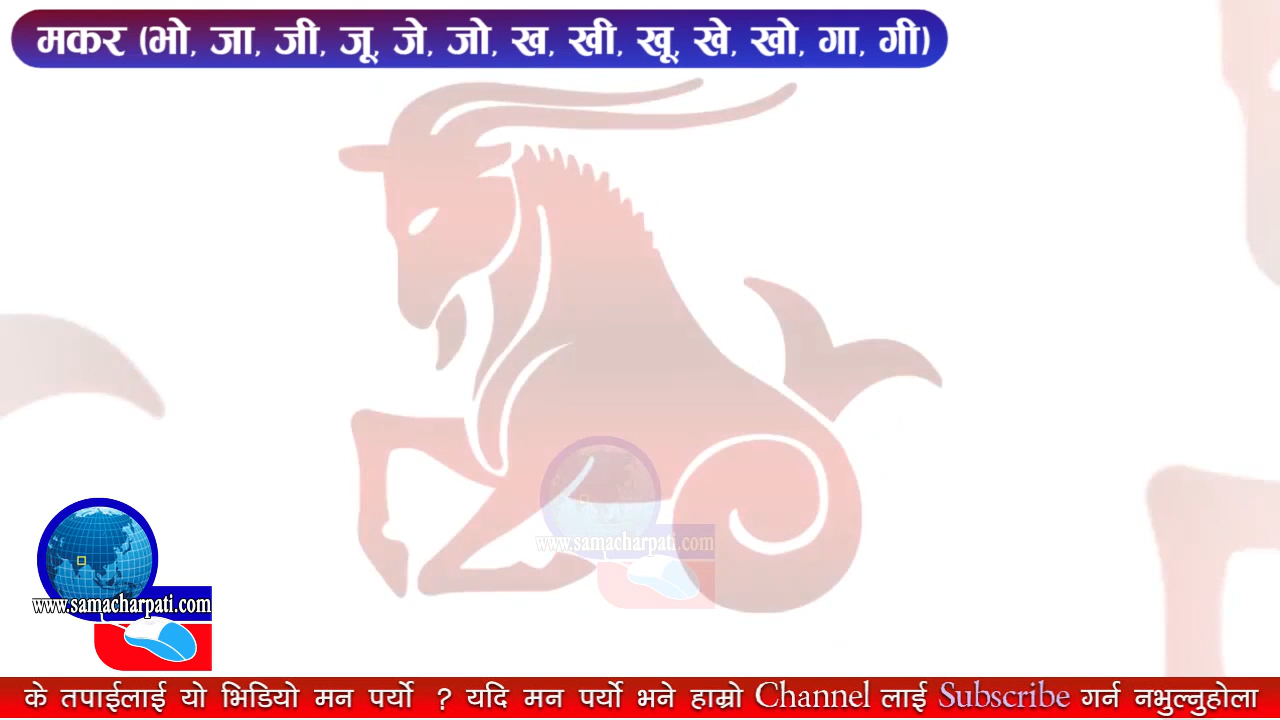 मकर (भो, जा, जी, जू, जे, जो, ख, खी, खू, खे, खो, गा, गी)
www.samacharpati.com
www.samacharpati.com
के तपाईलाई यो भिडियो मन पर्यो ? यदि मन पर्यो भने हाम्रो Channel लाई Subscribe गर्न नभुल्नुहोला